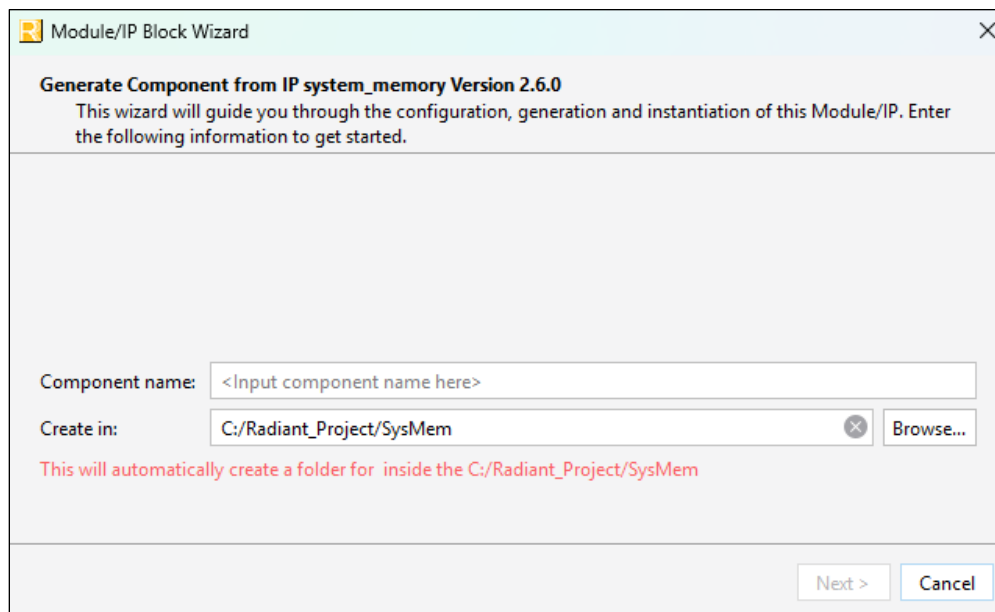 Module/IP Block Wizard
Generate Component from IP system_memory Version 2.6.0
This wizard will guide you through the configuration, generation and instantiation of this Module/IP. Enter
the following information to get started.
Component name: <Input component name here>
Create in: C:/Radiant_Project/SysMem Browse...
This will automatically create a folder for  inside the C:/Radiant_Project/SysMem
Next > Cancel